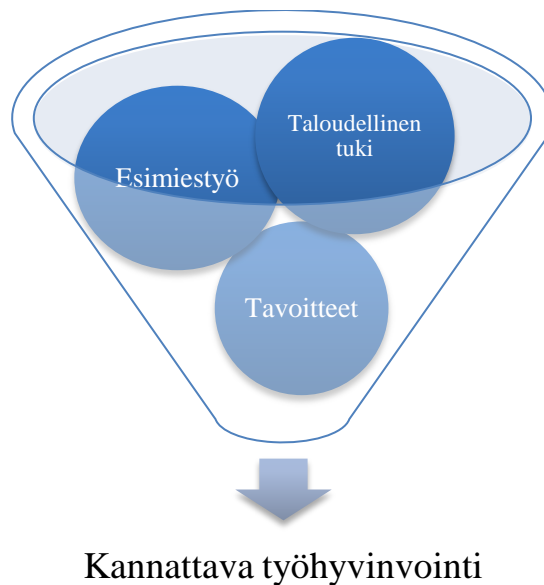 Taloudellinen
tuki
Esimiestyö
Tavoitteet
Kannattava työhyvinvointi